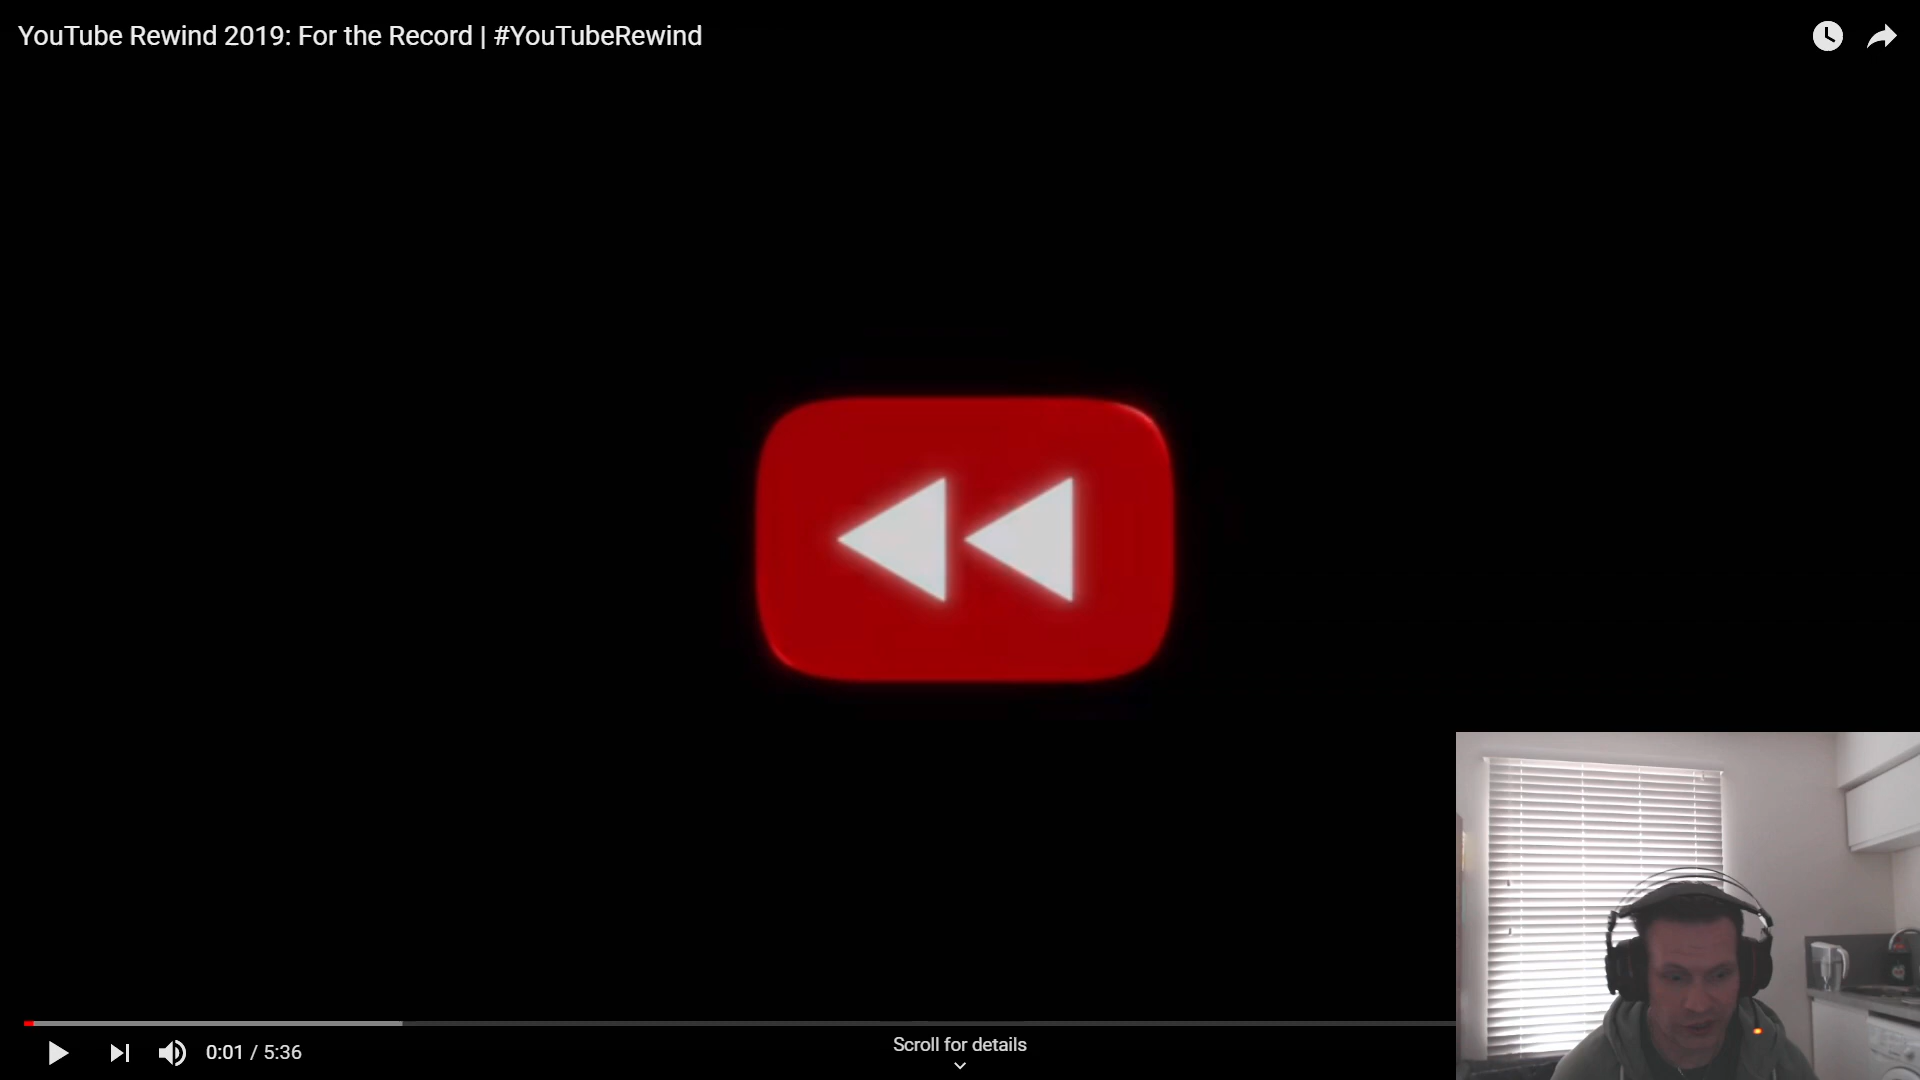 YouTube Rewind 2019: For the Record | #YouTubeRewind
0:01 / 5:36
Scroll for details